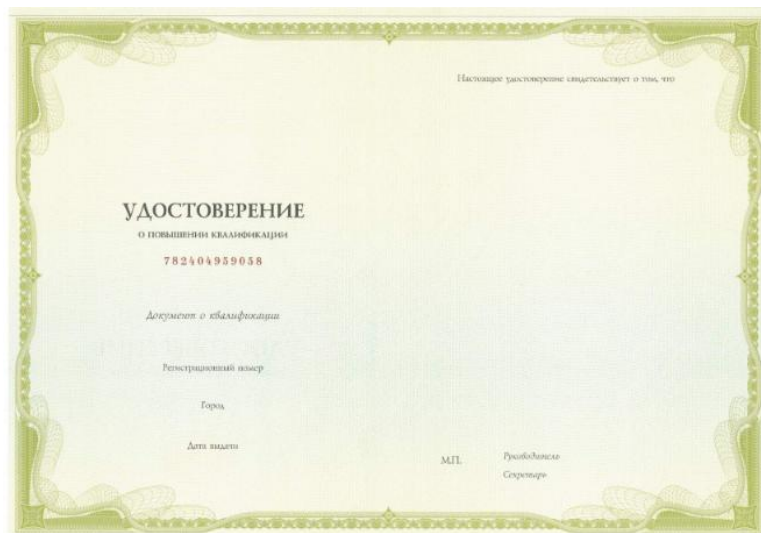 УДОСТОВЕРЕНИЕ
О ПОВЫШЕНИИ КВАЛИФИКАЦИИ
782404959058
Документ о квалификации
Регистрационный номер
Город
Дата выдачи
Настоящее удостоверение свидетельствует о том, что
М.П.
Руководитель
Секретарь